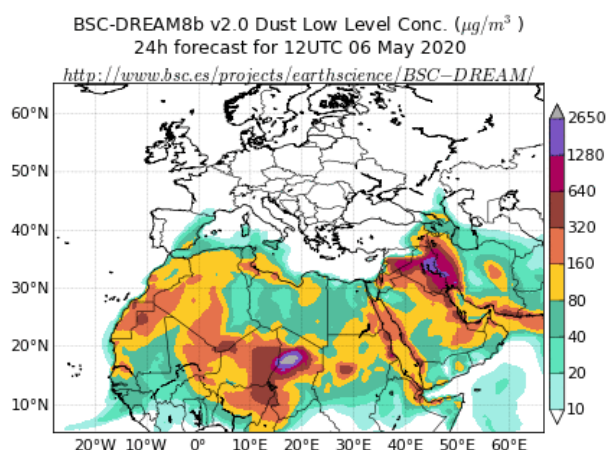 BSC-DREAM8b v2.0 Dust Low Level Conc. (μg/m³ )
24h forecast for 12UTC 06 May 2020
http://www.bsc.es/projects/earthscience/BSC−DREAM/
60°N
50°N
40°N
30°N
20°N
10°N
20°W 10°W 0° 10°E 20°E 30°E 40°E 50°E 60°E
2650
1280
640
320
160
80
40
20
10